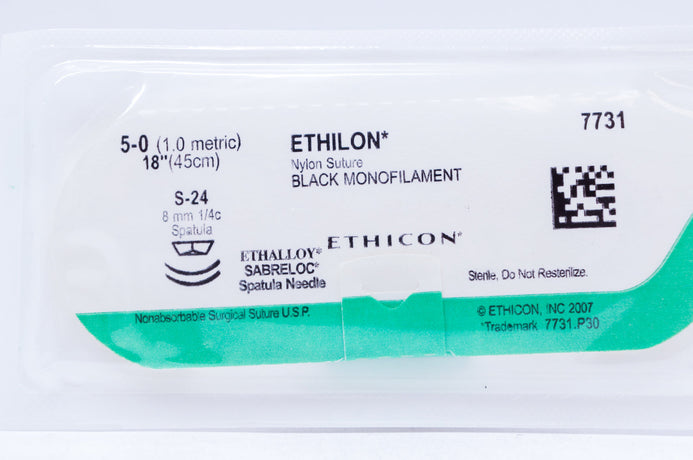 5-0 (1.0 metric)
18"(45cm)
S-24
8 mm 1/4c
Spatula
ETHILON*
Nylon Suture
BLACK MONOFILAMENT
7731
ETHICON*
ETHALLOY*
SABRELOC*
Spatula Needle
Sterile, Do Not Resterilize.
Nonabsorbable Surgical Suture U.S.P.
© ETHICON, INC 2007
*Trademark 7731.P30